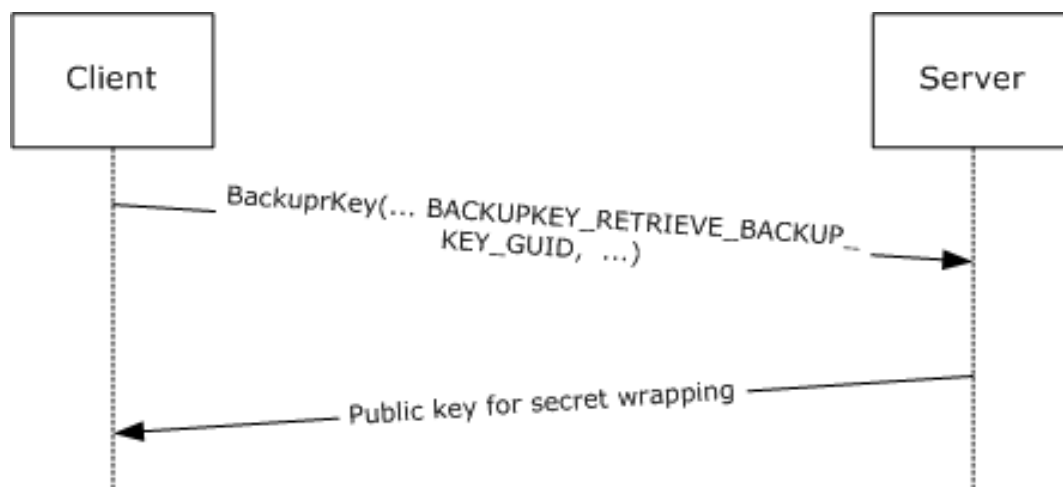 Client
Server
BackuprKey(... BACKUPKEY_RETRIEVE_BACKUP_
KEY_GUID, ...)
Public key for secret wrapping